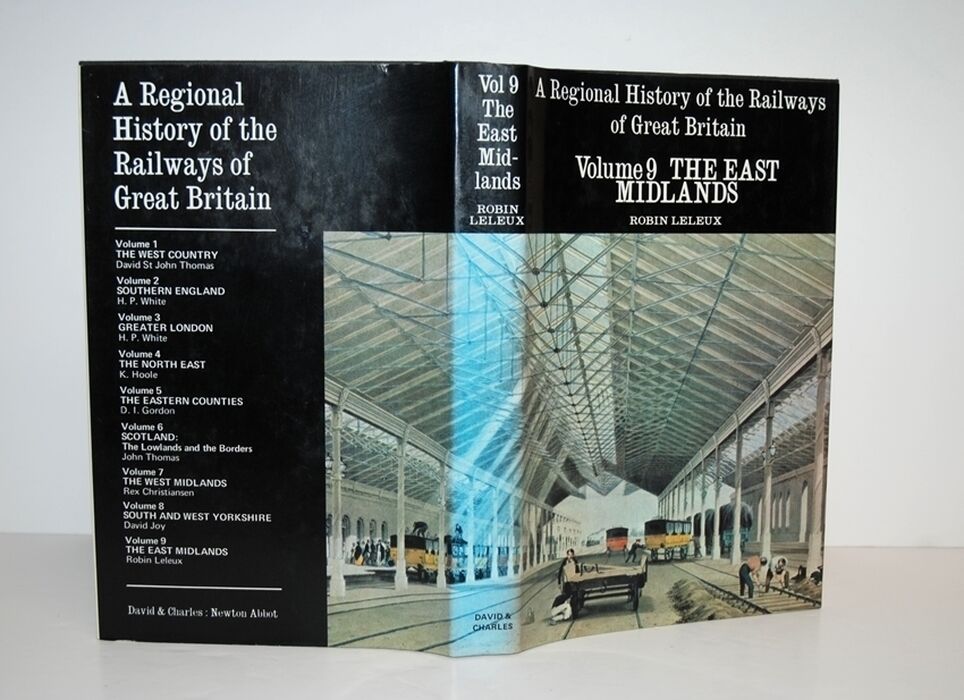 A Regional
History of the
Railways of
Great Britain
Volume 1
THE WEST COUNTRY
David St John Thomas
Volume 2
SOUTHERN ENGLAND
H. P. White
Volume 3
GREATER LONDON
H. P. White
Volume 4
THE NORTH EAST
K. Hoole
Volume 5
THE EASTERN COUNTIES
D. I. Gordon
Volume 6
SCOTLAND:
The Lowlands and the Borders
John Thomas
Volume 7
THE WEST MIDLANDS
Rex Christiansen
Volume 8
SOUTH AND WEST YORKSHIRE
David Joy
Volume 9
THE EAST MIDLANDS
Robin Leleux
David & Charles : Newton Abbot
Vol 9
The
East
Mid-
lands
ROBIN
LELEUX
DAVID &
CHARLES
A Regional History of the Railways
of Great Britain
Volume 9 THE EAST
MIDLANDS
ROBIN LELEUX